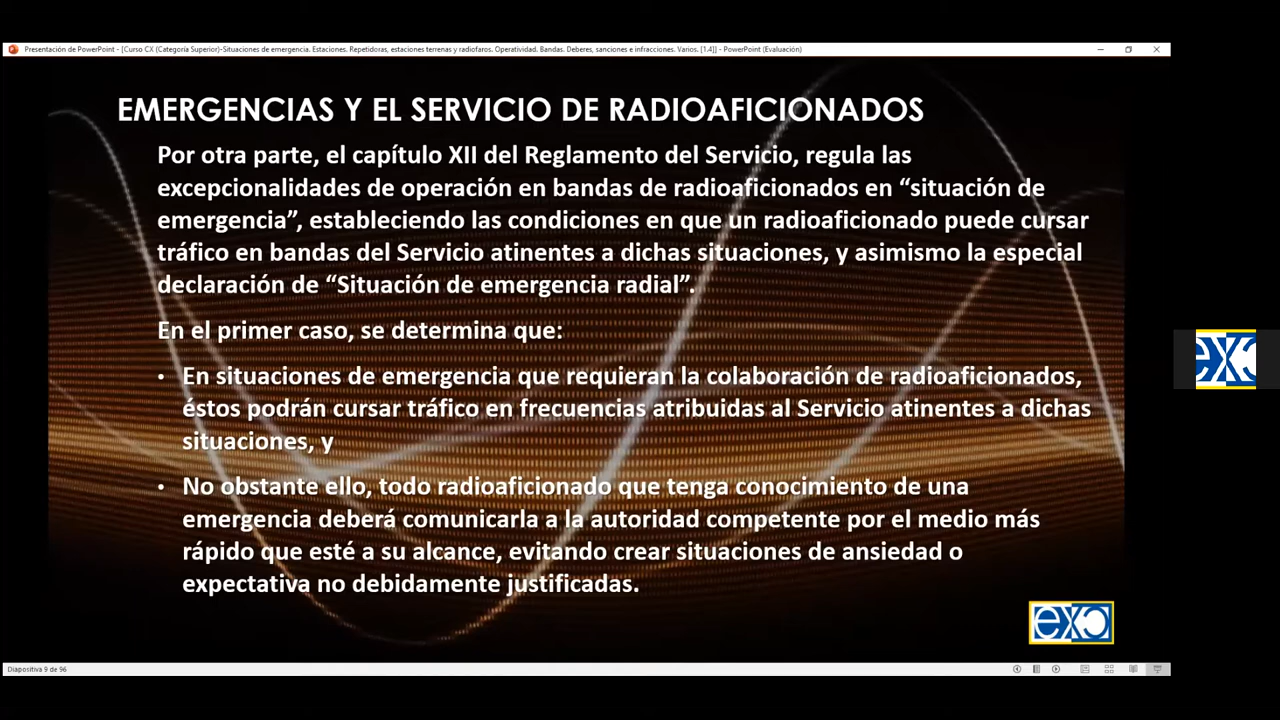 Presentación de PowerPoint - [Curso CX (Categoría Superior)-Situaciones de emergencia. Estaciones. Repetidoras, estaciones terrenas y radiofaros. Operatividad. Bandas. Deberes, sanciones e infracciones. Varios. [1.4]] - PowerPoint (Evaluación)
EMERGENCIAS Y EL SERVICIO DE RADIOAFICIONADOS
Por otra parte, el capítulo XII del Reglamento del Servicio, regula las
excepcionalidades de operación en bandas de radioaficionados en “situación de
emergencia”, estableciendo las condiciones en que un radioaficionado puede cursar
tráfico en bandas del Servicio atinentes a dichas situaciones, y asimismo la especial
declaración de “Situación de emergencia radial”.
En el primer caso, se determina que:
• En situaciones de emergencia que requieran la colaboración de radioaficionados,
éstos podrán cursar tráfico en frecuencias atribuidas al Servicio atinentes a dichas
situaciones, y
• No obstante ello, todo radioaficionado que tenga conocimiento de una
emergencia deberá comunicarla a la autoridad competente por el medio más
rápido que esté a su alcance, evitando crear situaciones de ansiedad o
expectativa no debidamente justificadas.
Diapositiva 9 de 96